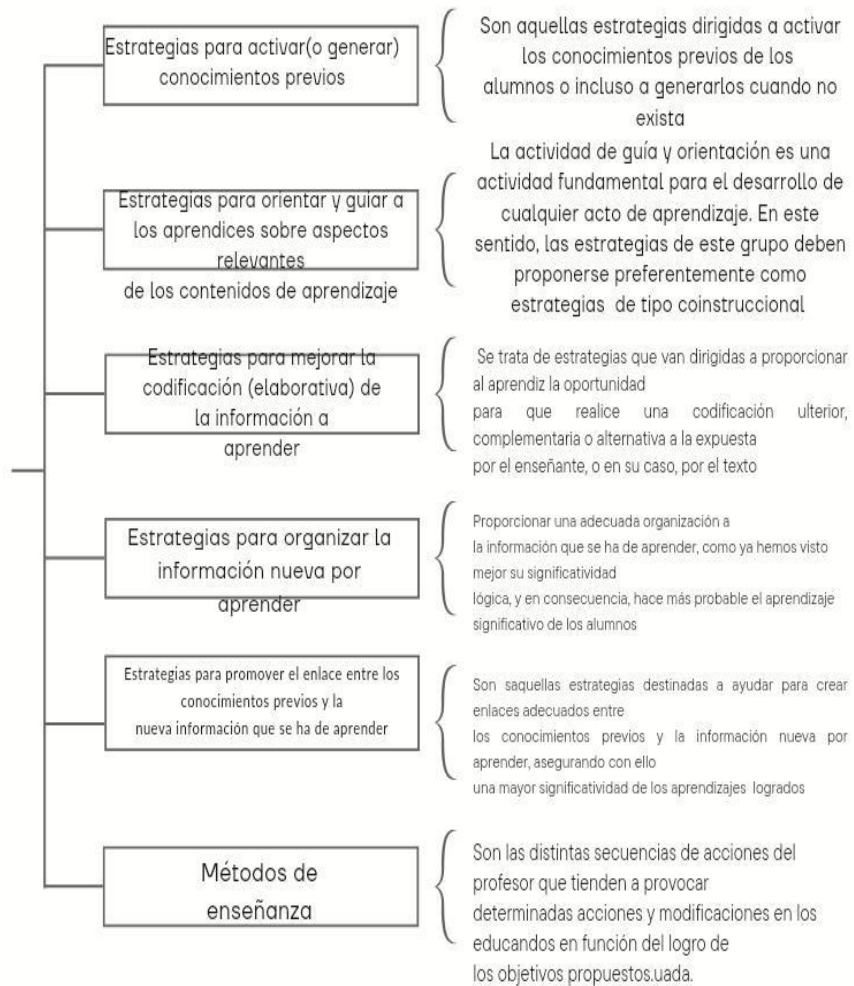 Estrategias para activar(o generar)
conocimientos previos
Son aquellas estrategias dirigidas a activar
los conocimientos previos de los
alumnos o incluso a generarlos cuando no
exista
Estrategias para orientar y guiar a
los aprendices sobre aspectos
relevantes
de los contenidos de aprendizaje
La actividad de guía y orientación es una
actividad fundamental para el desarrollo de
cualquier acto de aprendizaje. En este
sentido, las estrategias de este grupo deben
proponerse preferentemente como
estrategias de tipo coinstruccional
Estrategias para mejorar la
codificación (elaborativa) de
la información a
aprender
Se trata de estrategias que van dirigidas a proporcionar
al aprendiz la oportunidad
para que realice una codificación ulterior,
complementaria o alternativa a la expuesta
por el enseñante, o en su caso, por el texto
Estrategias para organizar la
información nueva por
aprender
Proporcionar una adecuada organización a
la información que se ha de aprender, como ya hemos visto
mejor su significatividad
lógica, y en consecuencia, hace más probable el aprendizaje
significativo de los alumnos
Estrategias para promover el enlace entre los
conocimientos previos y la
nueva información que se ha de aprender
Son saquellas estrategias destinadas a ayudar para crear
enlaces adecuados entre
los conocimientos previos y la información nueva por
aprender, asegurando con ello
una mayor significatividad de los aprendizajes logrados
Métodos de
enseñanza
Son las distintas secuencias de acciones del
profesor que tienden a provocar
determinadas acciones y modificaciones en los
educandos en función del logro de
los objetivos propuestos.uada.